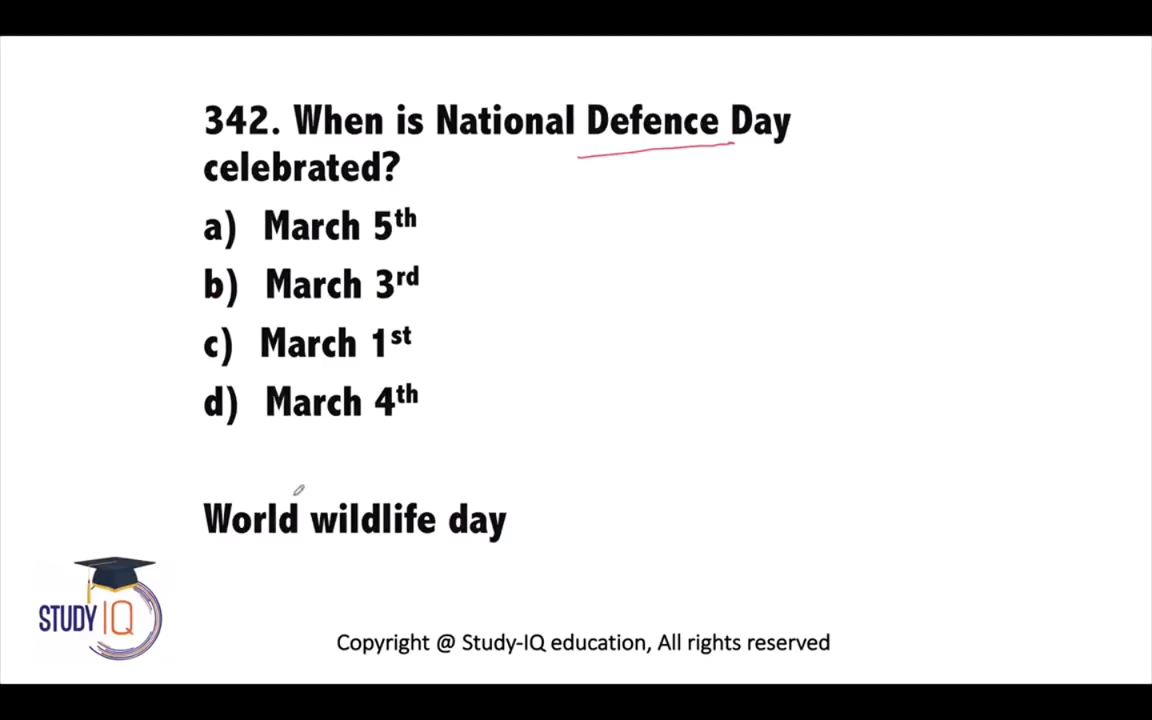 342. When is National Defence Day
celebrated?
a) March 5th
b) March 3rd
c) March 1st
d) March 4th
World wildlife day
STUDY IQ
Copyright @ Study-IQ education, All rights reserved